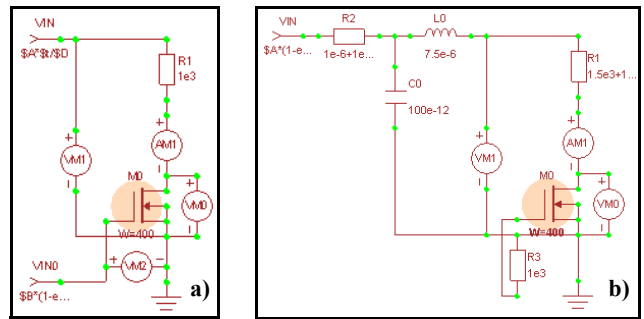 VIN
$A*$t/$D
R1
1e3
+
AM1
-
+
VM1
-
M0
+
VM0
-
W=400
VIN0
+
VM2
-
$B*(1-e...
a)
VIN
$A*(1-e...
R2
1e-6+1e...
L0
7.5e-6
C0
100e-12
R1
1.5e3+1...
+
AM1
-
+
VM1
-
M0
+
VM0
-
W=400
R3
1e3
b)